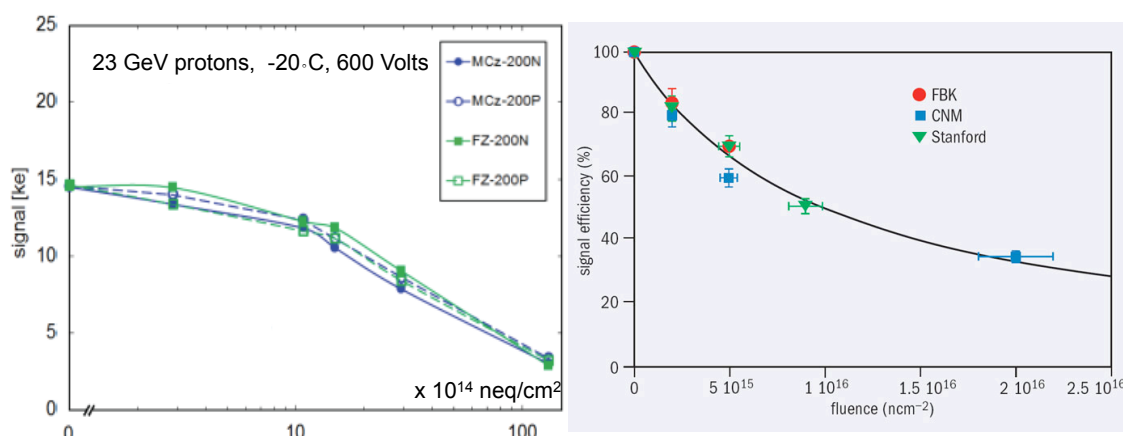 25
20
15
10
5
0
signal [ke]
23 GeV protons, -20◦C, 600 Volts
MCz-200N
MCz-200P
FZ-200N
FZ-200P
x 10¹⁴ neq/cm²
0 10 100
100
80
60
40
20
0
signal efficiency (%)
FBK
CNM
Stanford
0 5 10¹⁵ 1 10¹⁶ 1.5 10¹⁶ 2 10¹⁶ 2.5 10¹⁶
fluence (ncm⁻²)